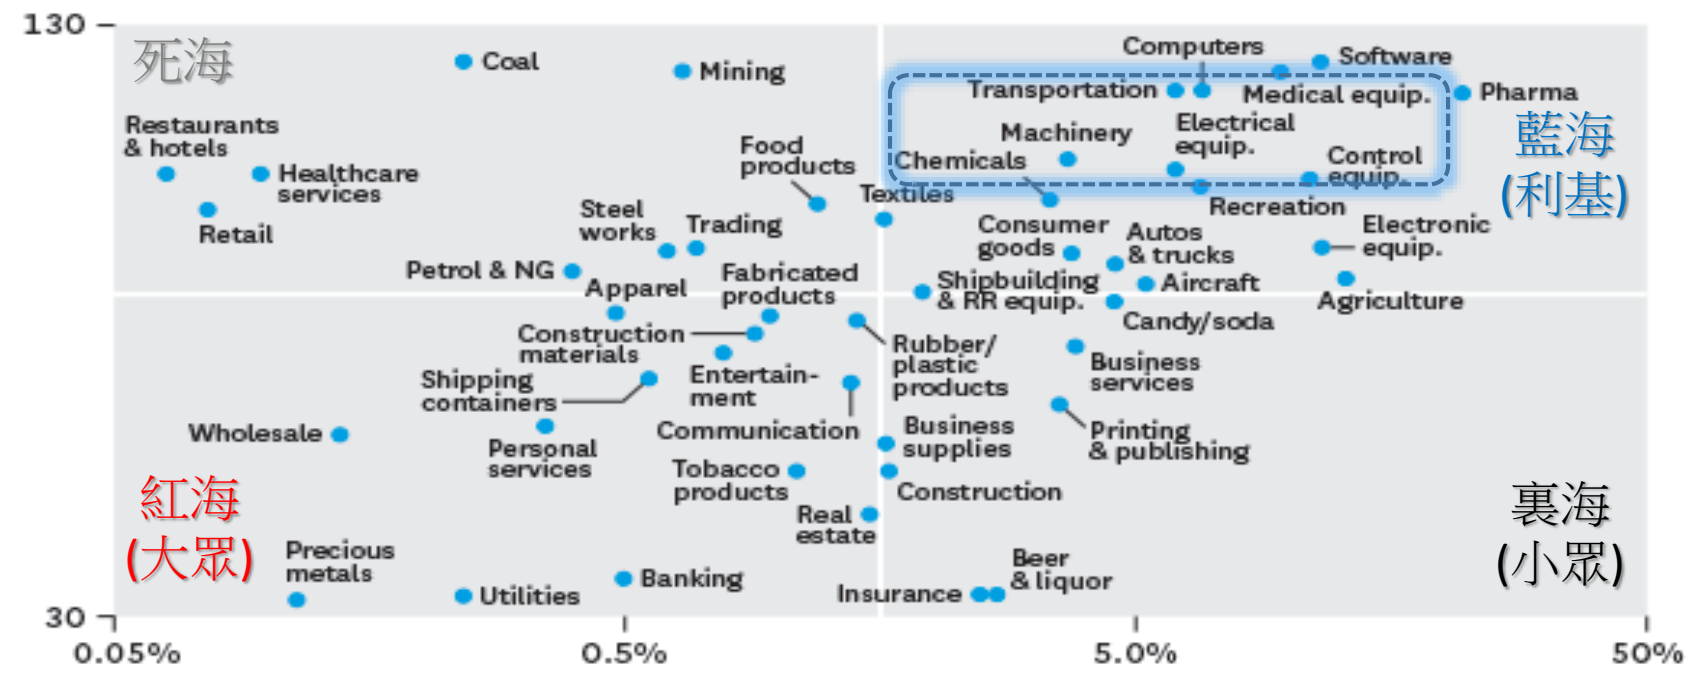 130
死海
Coal
Mining
Computers
Software
Transportation
Medical equip.
Pharma
藍海
(利基)
Restaurants
& hotels
Healthcare
services
Retail
Food
products
Machinery
Electrical
equip.
Chemicals
Control
equip.
Textiles
Recreation
Steel
works
Trading
Consumer
goods
Autos
& trucks
Electronic
equip.
Petrol & NG
Fabricated
products
Shipbuilding
& RR equip.
Aircraft
Agriculture
Apparel
Candy/soda
Construction
materials
Rubber/
plastic
products
Business
services
Shipping
containers
Entertain-
ment
Wholesale
Communication
Business
supplies
Printing
& publishing
Personal
services
Tobacco
products
Construction
紅海
(大眾)
裏海
(小眾)
Real
estate
Precious
metals
Utilities
Banking
Insurance
Beer
& liquor
30
0.05%
0.5%
5.0%
50%